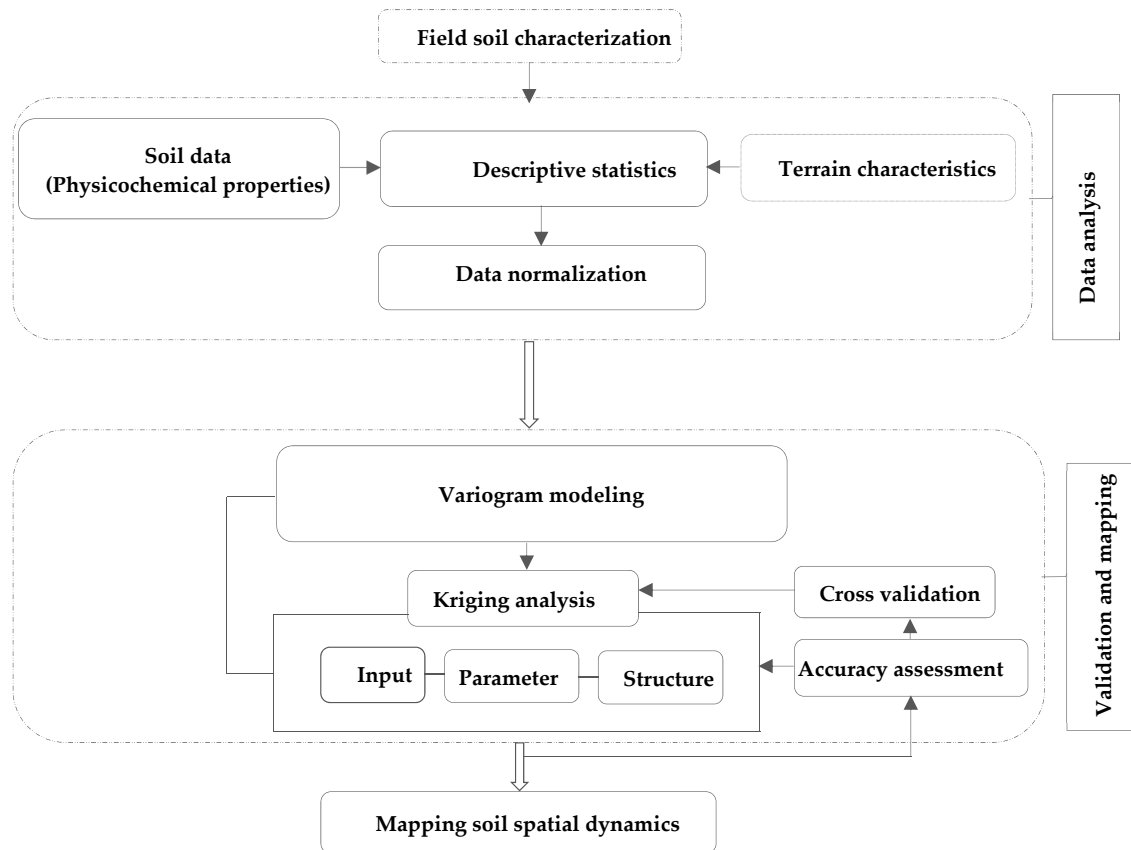 Field soil characterization
Soil data
(Physicochemical properties)
Descriptive statistics
Terrain characteristics
Data normalization
Data analysis
Variogram modeling
Kriging analysis
Cross validation
Input
Parameter
Structure
Accuracy assessment
Validation and mapping
Mapping soil spatial dynamics